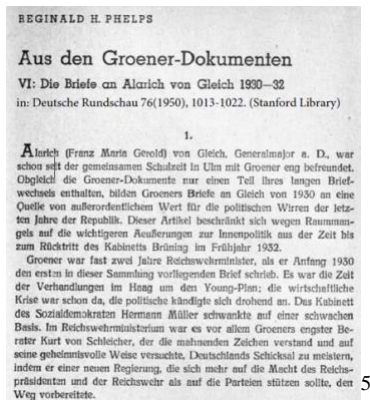 REGINALD H. PHELPS
Aus den Groener-Dokumenten
VI: Die Briefe an Alarich von Gleich 1930—32
in: Deutsche Rundschau 76(1950), 1013-1022. (Stanford Library)
1.
Alarich (Franz Maria Gerold) von Gleich, Generalmajor a. D., war
schon seit der gemeinsamen Schulzeit in Ulm mit Groener eng befreundet.
Obgleich die Groener-Dokumente nur einen Teil ihres langen Brief-
wechsels enthalten, bilden Groeners Briefe an Gleich von 1930 an eine
Quelle von außerordentlichem Wert für die politischen Wirren der letz-
ten Jahre der Republik. Dieser Artikel beschränkt sich wegen Raumman-
gels auf die wichtigeren Aeußerungen zur Innenpolitik aus der Zeit bis
zum Rücktritt des Kabinetts Brüning im Frühjahr 1932.
Groener war fast zwei Jahre Reichswehrminister, als er Anfang 1930
den ersten in dieser Sammlung vorliegenden Brief schrieb. Es war die Zeit
der Verhandlungen im Haag um den Young-Plan; die wirtschaftliche
Krise war schon da, die politische kündigte sich drohend an. Das Kabinett
des Sozialdemokraten Hermann Müller schwankte auf einer schwachen
Basis. Im Reichswehrministerium war es vor allem Groeners engster Be-
rater Kurt von Schleicher, der die mahnenden Zeichen verstand und auf
seine geheimnisvolle Weise versuchte, Deutschlands Schicksal zu meistern,
indem er einer neuen Regierung, die sich mehr auf die Macht des Reichs-
präsidenten und der Reichswehr als auf die Parteien stützen sollte, den
Weg vorbereitete.
5